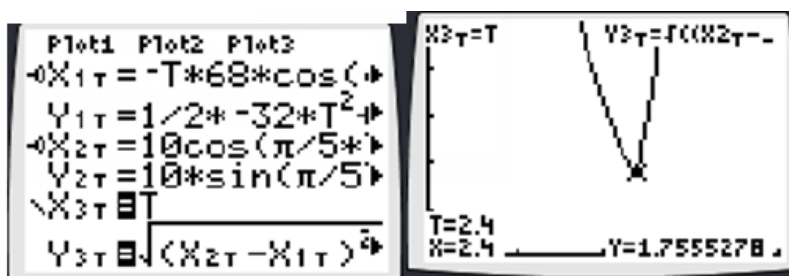 Plot1 Plot2 Plot3
X1T=-T*68*cos(
Y1T=1/2*-32*T²
X2T=10cos(π/5*
Y2T=10*sin(π/5
\X3T=T
Y3T=√(X2T-X1T)²
X3T=T Y3T=√((X2T-…
T=2.4
X=2.4 Y=1.7555278